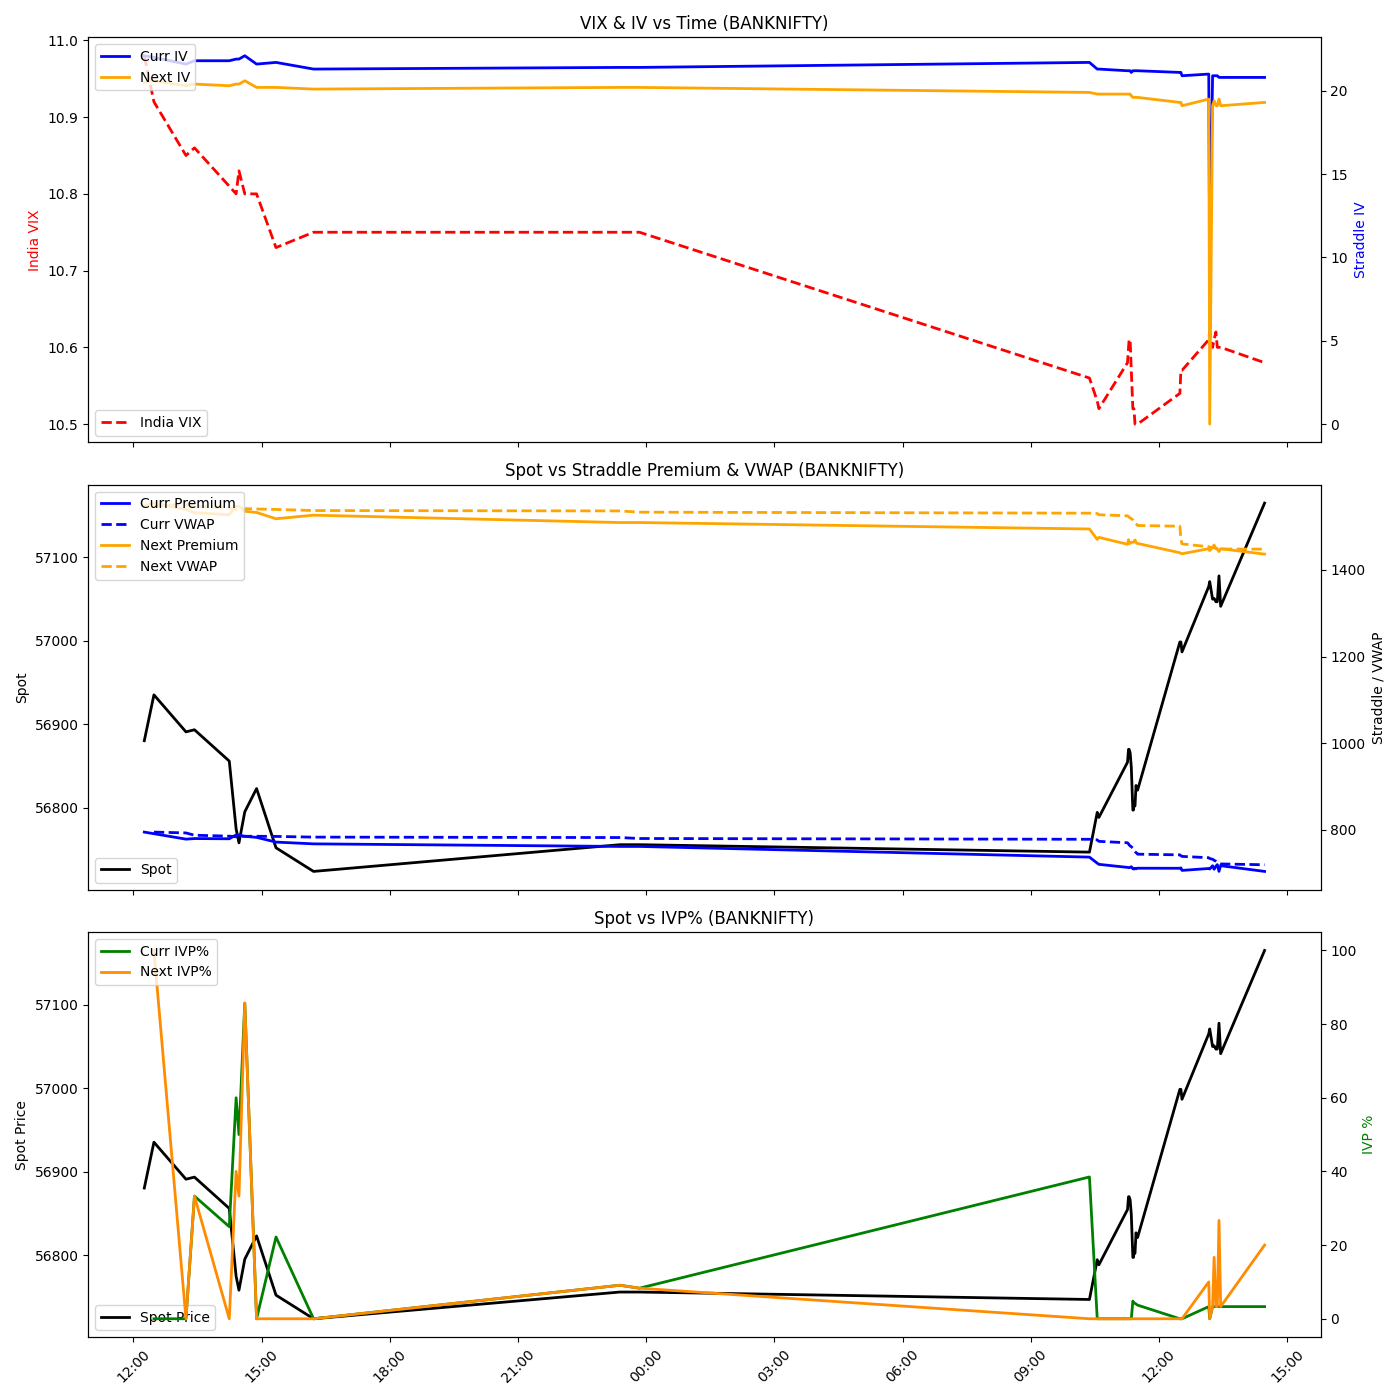 VIX & IV vs Time (BANKNIFTY)
11.0
10.9
10.8
10.7
10.6
10.5
India VIX
Curr IV
Next IV
India VIX
20
15
10
5
0
Straddle IV
Spot vs Straddle Premium & VWAP (BANKNIFTY)
57100
57000
56900
56800
Spot
Curr Premium
Curr VWAP
Next Premium
Next VWAP
Spot
1400
1200
1000
800
Straddle / VWAP
Spot vs IVP% (BANKNIFTY)
57100
57000
56900
56800
Spot Price
Curr IVP%
Next IVP%
Spot Price
100
80
60
40
20
0
IVP %
12:00
15:00
18:00
21:00
00:00
03:00
06:00
09:00
12:00
15:00